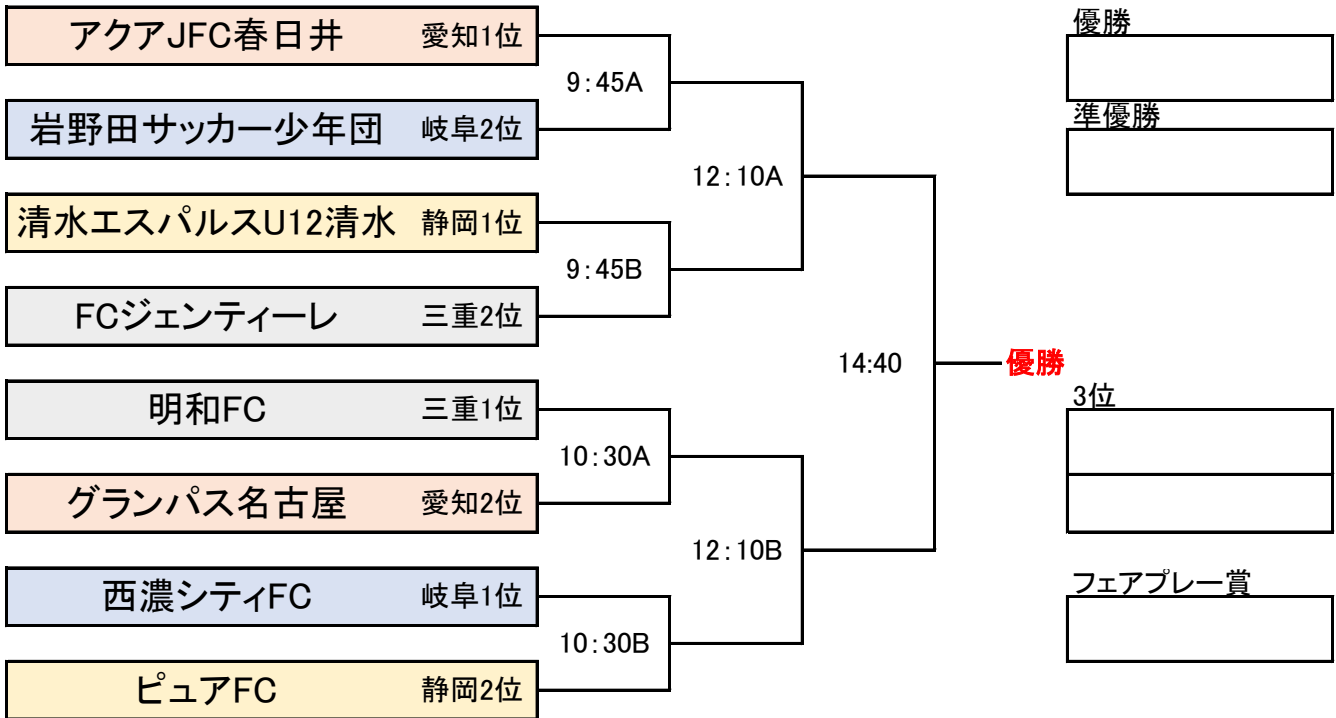 アクアJFC春日井 愛知1位
9:45A
岩野田サッカー少年団 岐阜2位
12:10A
清水エスパルスU12清水 静岡1位
9:45B
FCジェンティーレ 三重2位
14:40
優勝
明和FC 三重1位
10:30A
グランパス名古屋 愛知2位
12:10B
西濃シティFC 岐阜1位
10:30B
ピュアFC 静岡2位
優勝
準優勝
3位
フェアプレー賞